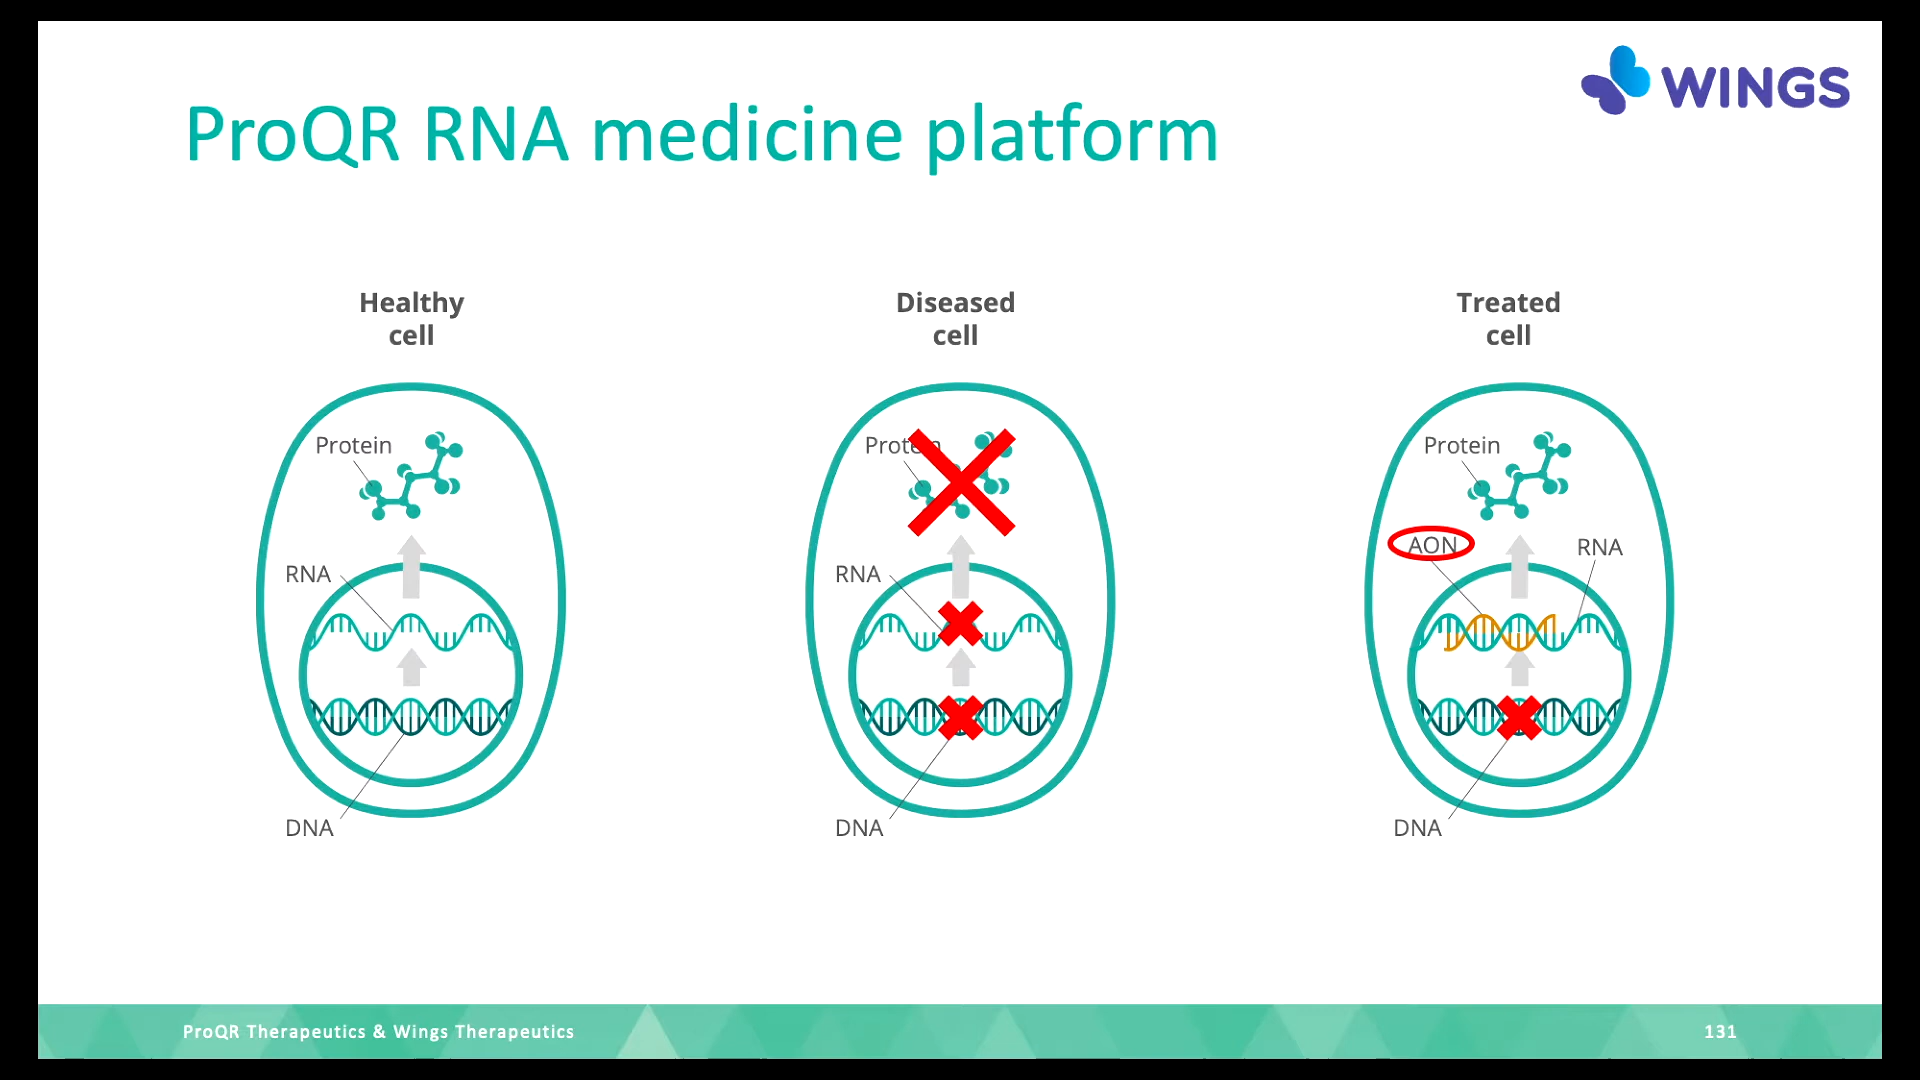 WINGS
ProQR RNA medicine platform
Healthy
cell
Protein
RNA
DNA
Diseased
cell
Protein
RNA
DNA
Treated
cell
Protein
AON
RNA
DNA
ProQR Therapeutics & Wings Therapeutics
131